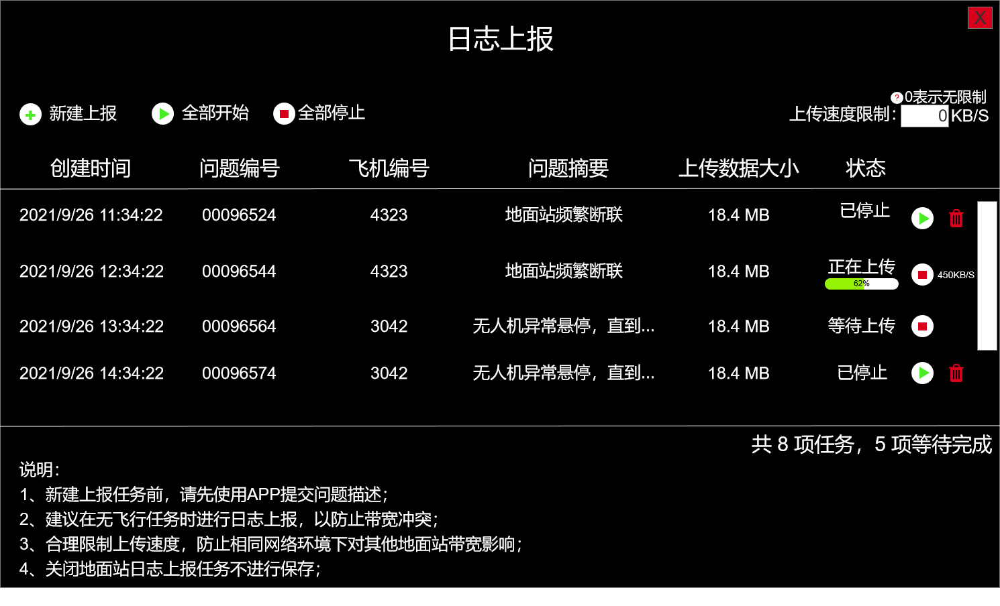 X
日志上报
新建上报 全部开始 全部停止
?0表示无限制
上传速度限制： 0 KB/S
创建时间 问题编号 飞机编号 问题摘要 上传数据大小 状态
2021/9/26 11:34:22 00096524 4323 地面站频繁断联 18.4 MB 已停止
2021/9/26 12:34:22 00096544 4323 地面站频繁断联 18.4 MB 正在上传 450KB/S
62%
2021/9/26 13:34:22 00096564 3042 无人机异常悬停，直到... 18.4 MB 等待上传
2021/9/26 14:34:22 00096574 3042 无人机异常悬停，直到... 18.4 MB 已停止
共 8 项任务，5 项等待完成
说明：
1、新建上报任务前，请先使用APP提交问题描述；
2、建议在无飞行任务时进行日志上报，以防止带宽冲突；
3、合理限制上传速度，防止相同网络环境下对其他地面站带宽影响；
4、关闭地面站日志上报任务不进行保存；